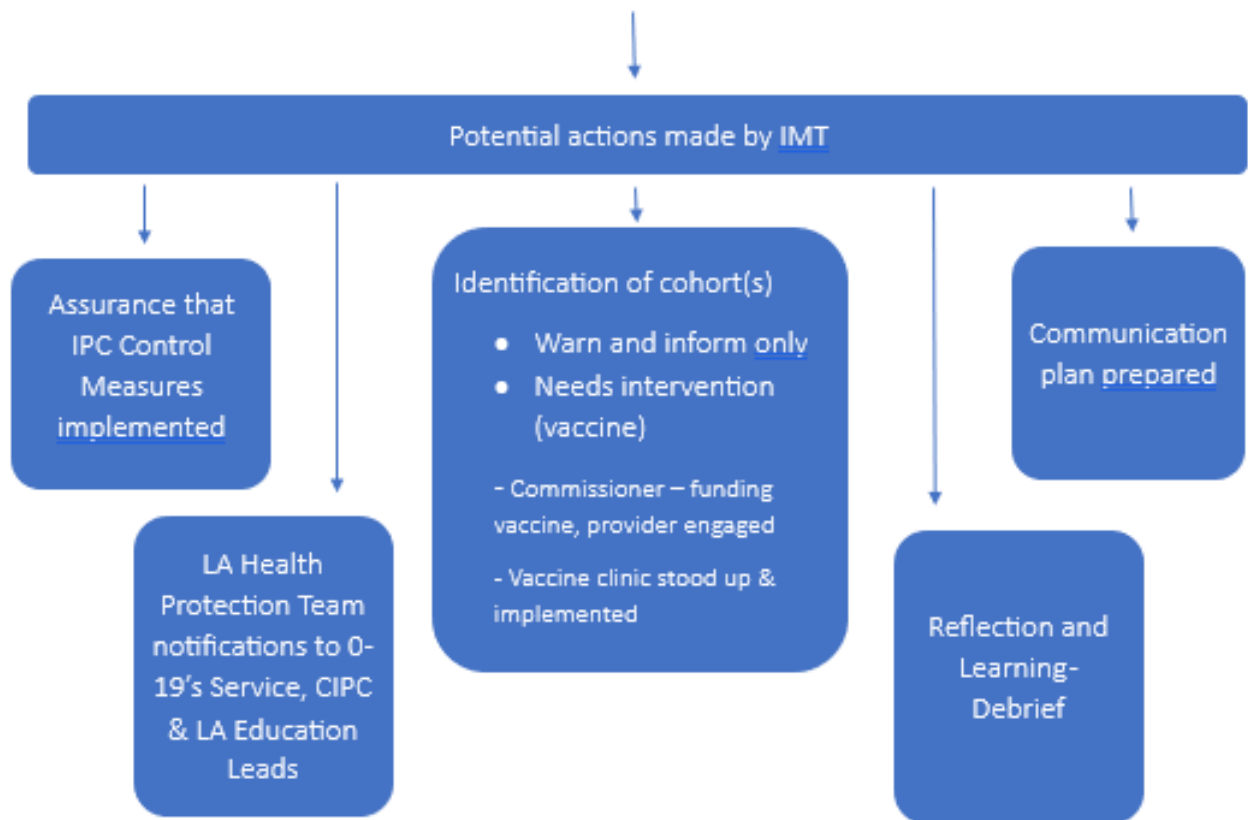 Potential actions made by IMT
Assurance that
IPC Control
Measures
implemented
LA Health
Protection Team
notifications to 0-
19's Service, CIPC
& LA Education
Leads
Identification of cohort(s)
● Warn and inform only
● Needs intervention
(vaccine)
- Commissioner – funding
vaccine, provider engaged
- Vaccine clinic stood up &
implemented
Reflection and
Learning-
Debrief
Communication
plan prepared